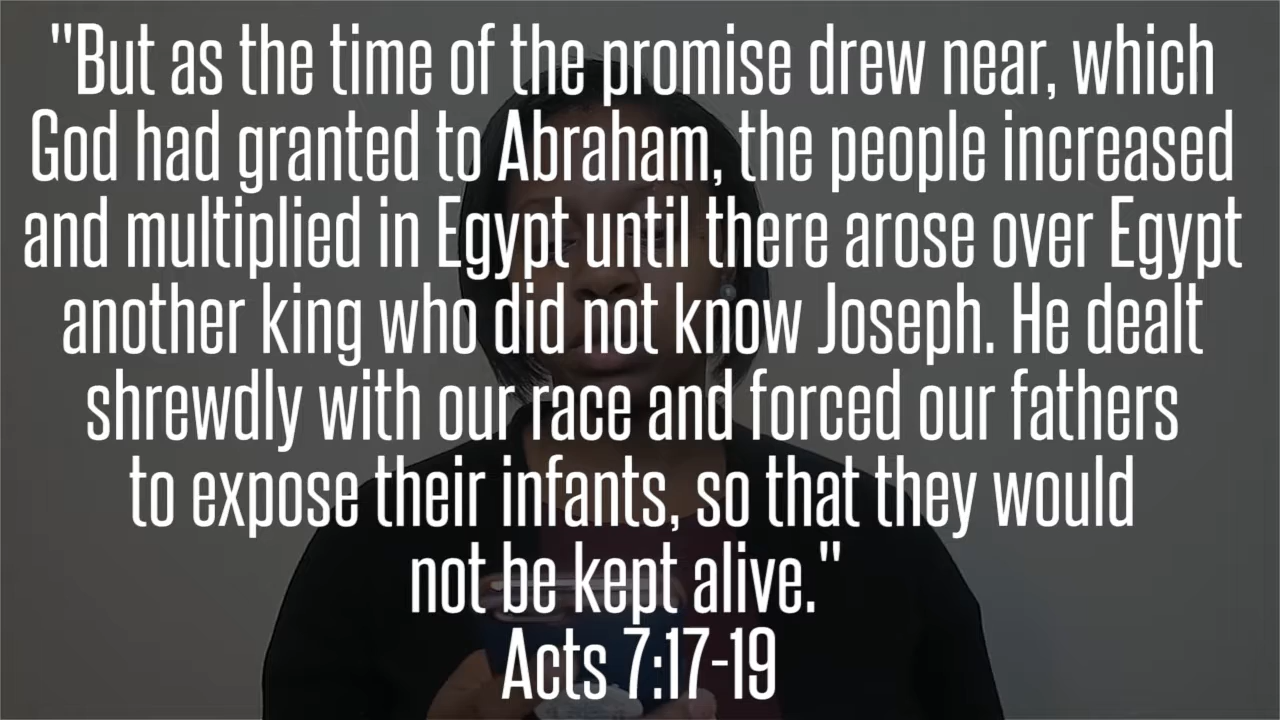 "But as the time of the promise drew near, which
God had granted to Abraham, the people increased
and multiplied in Egypt until there arose over Egypt
another king who did not know Joseph. He dealt
shrewdly with our race and forced our fathers
to expose their infants, so that they would
not be kept alive."
Acts 7:17-19